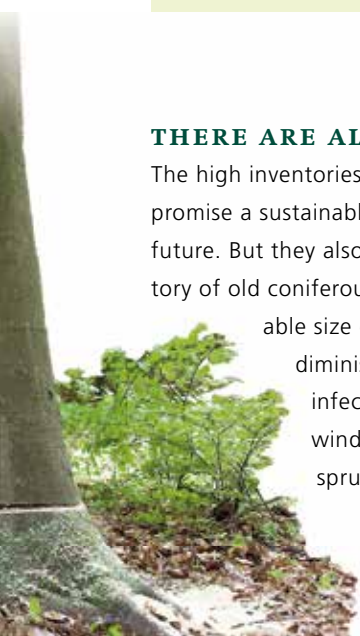 THERE ARE AL
The high inventories
promise a sustainabl
future. But they also
tory of old coniferou
able size
diminis
infec
wind
spru